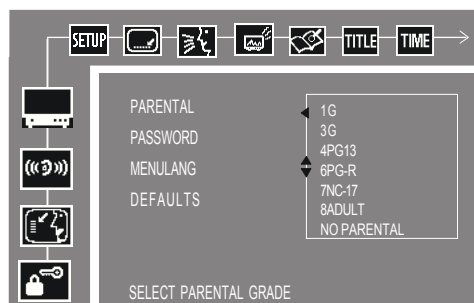 SETUP TITLE TIME
PARENTAL
PASSWORD
MENULANG
DEFAULTS
1G
3G
4PG13
6PG-R
7NC-17
8ADULT
NO PARENTAL
SELECT PARENTAL GRADE